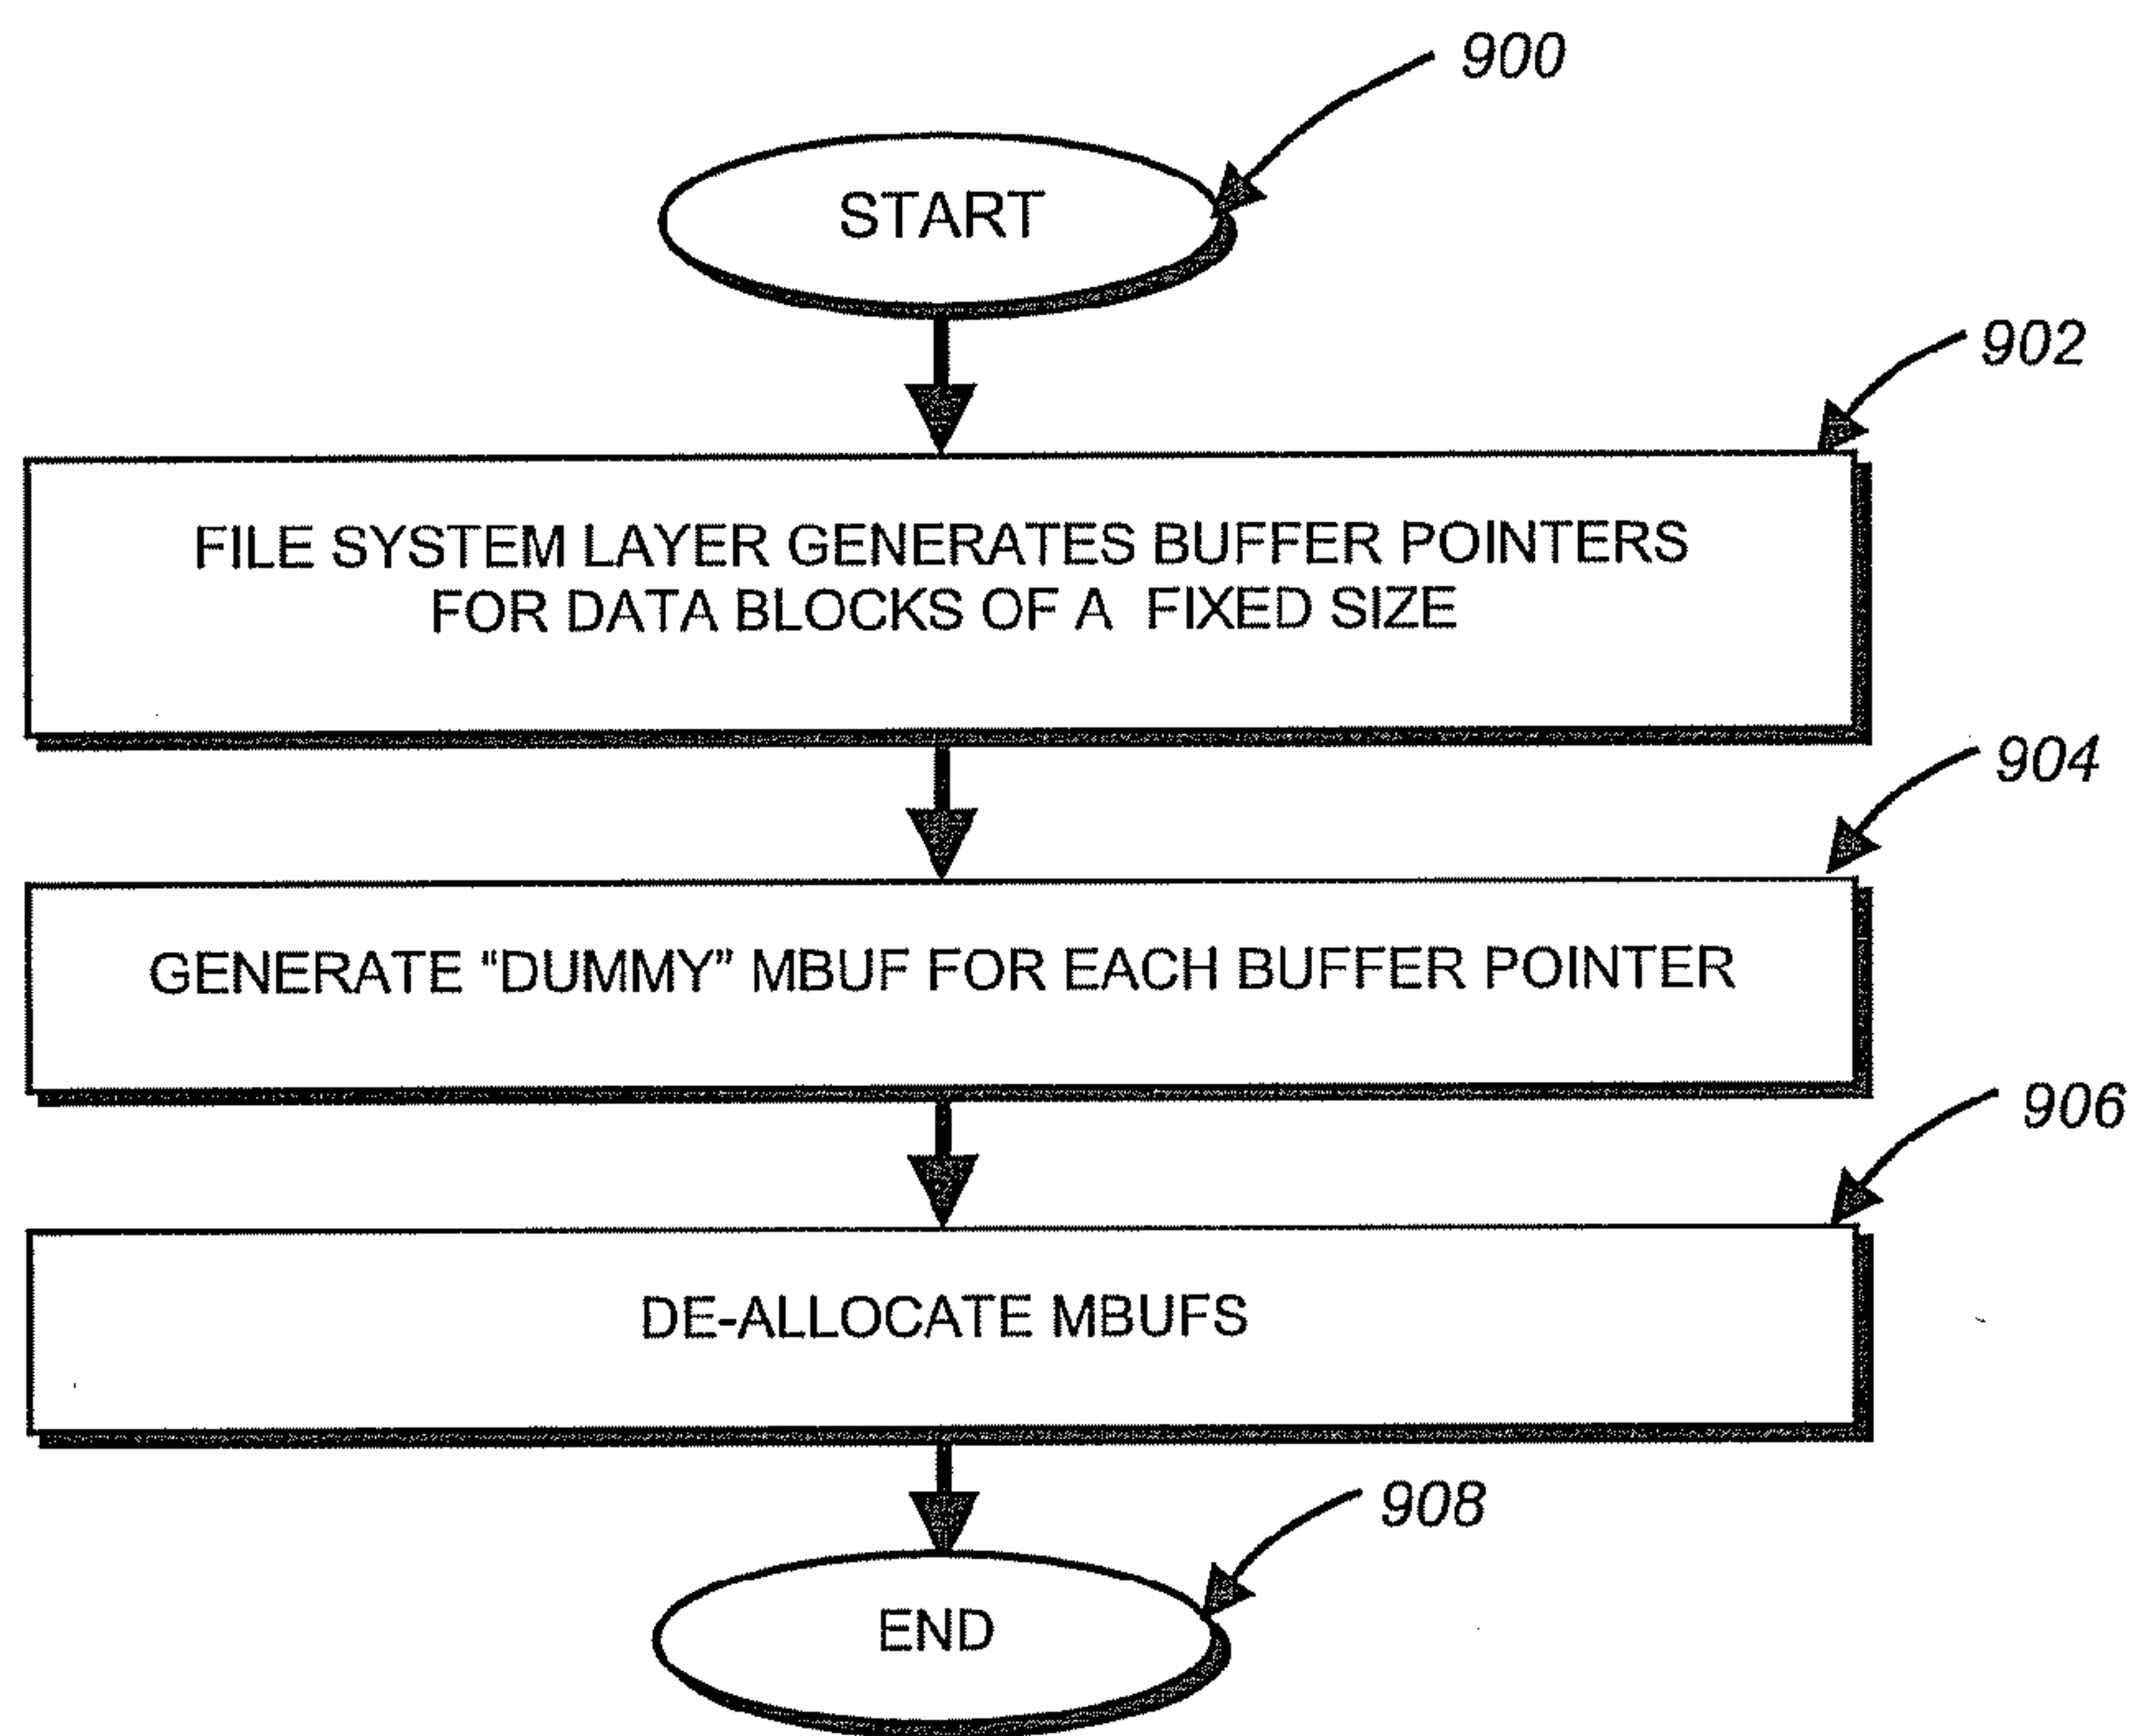 900
START
902
FILE SYSTEM LAYER GENERATES BUFFER POINTERS
FOR DATA BLOCKS OF A FIXED SIZE
904
GENERATE “DUMMY” MBUF FOR EACH BUFFER POINTER
906
DE-ALLOCATE MBUFS
908
END